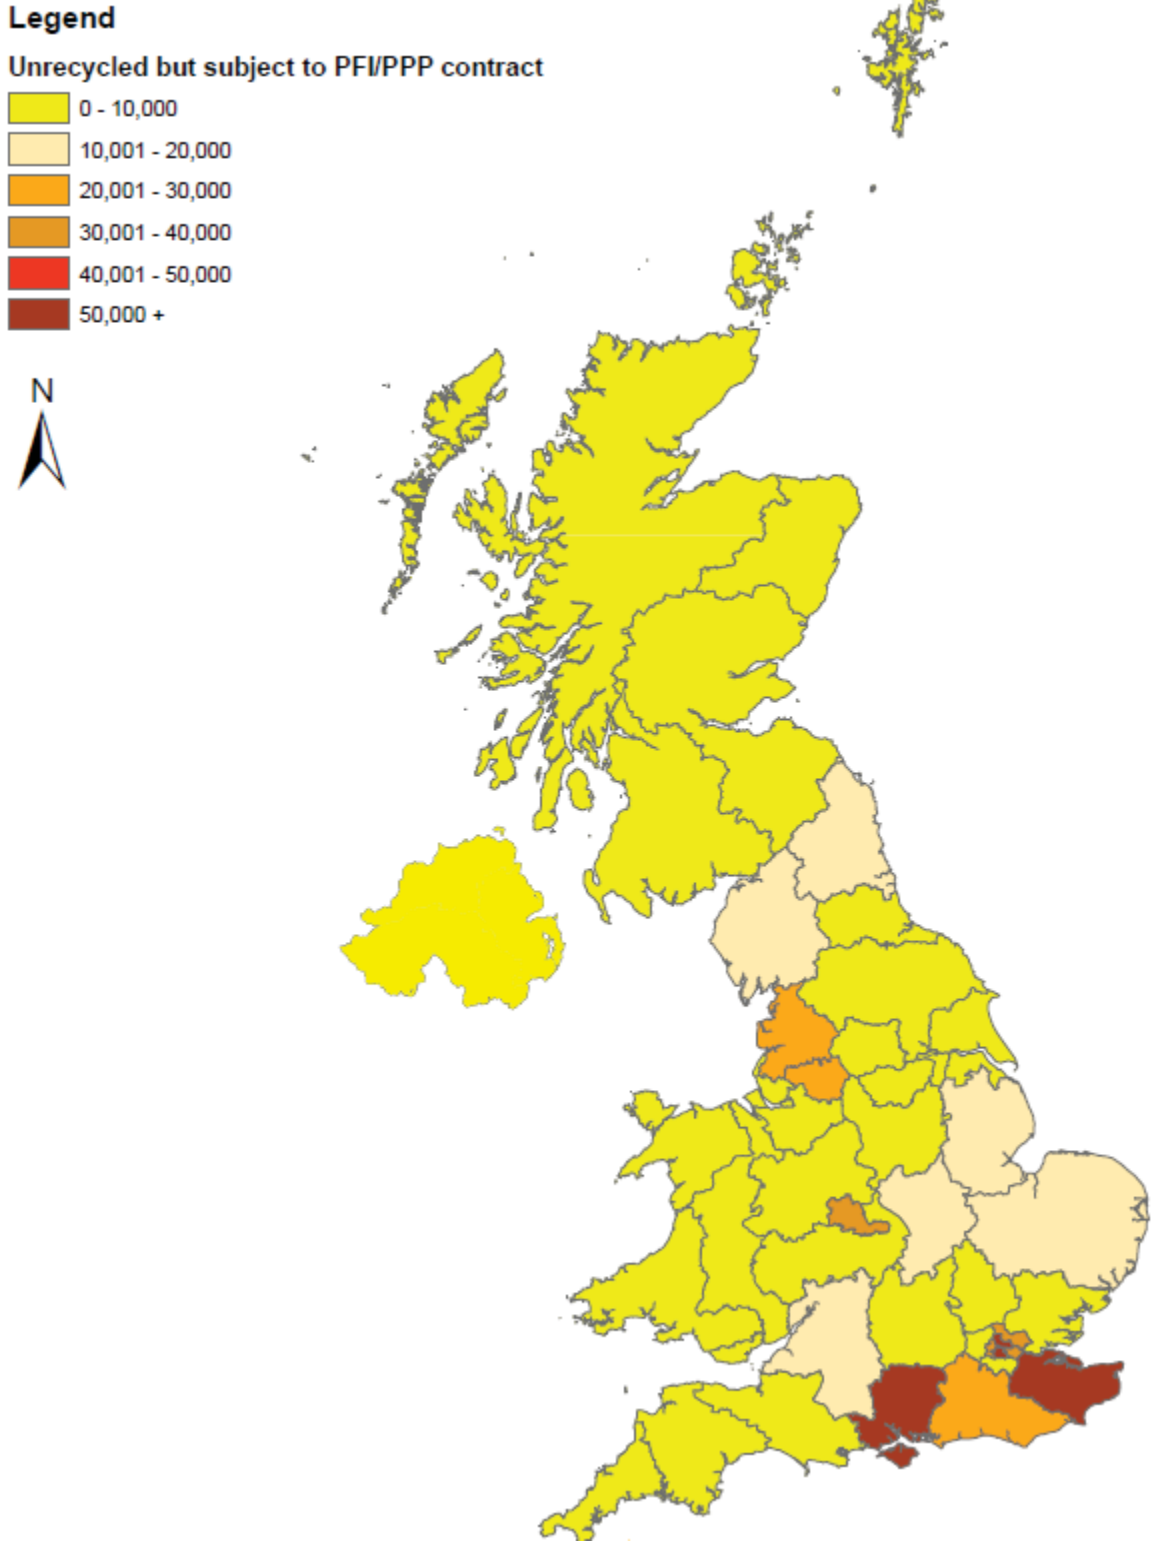 Legend
Unrecycled but subject to PFI/PPP contract
0 - 10,000
10,001 - 20,000
20,001 - 30,000
30,001 - 40,000
40,001 - 50,000
50,000 +
N